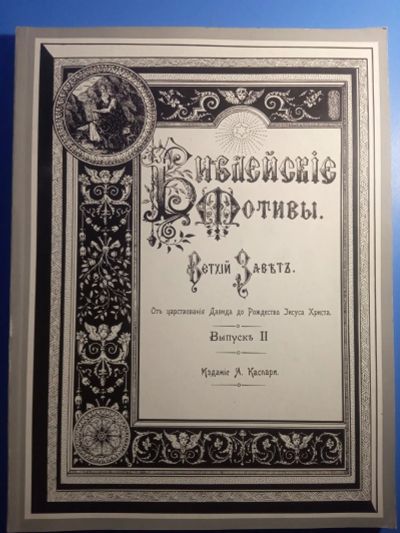 Библейскіе
Мотивы.
Ветхій Завѣтъ.
Отъ царствованія Давида до Рождества Іисуса Христа.
Выпускъ II
Изданіе А. Каспари.